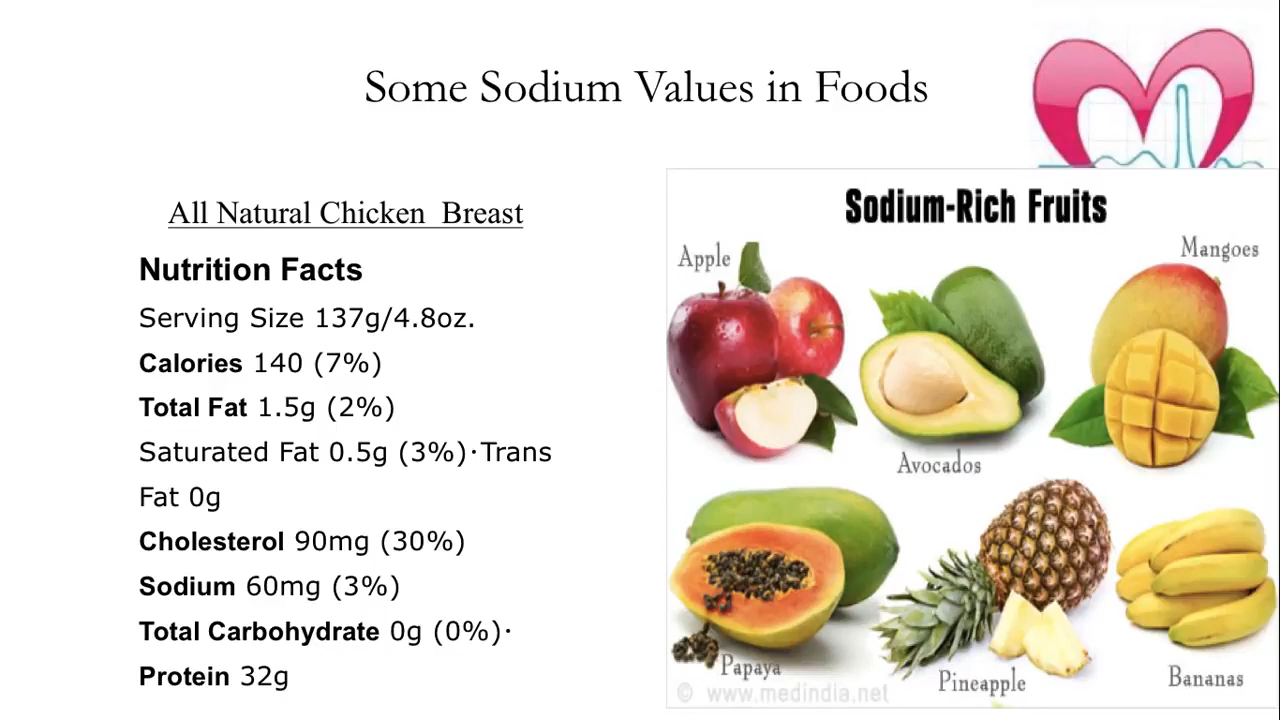 Some Sodium Values in Foods
All Natural Chicken Breast
Nutrition Facts
Serving Size 137g/4.8oz.
Calories 140 (7%)
Total Fat 1.5g (2%)
Saturated Fat 0.5g (3%)·Trans
Fat 0g
Cholesterol 90mg (30%)
Sodium 60mg (3%)
Total Carbohydrate 0g (0%)·
Protein 32g
Sodium-Rich Fruits
Apple
Mangoes
Avocados
Papaya
Pineapple
Bananas
© www.medindia.net